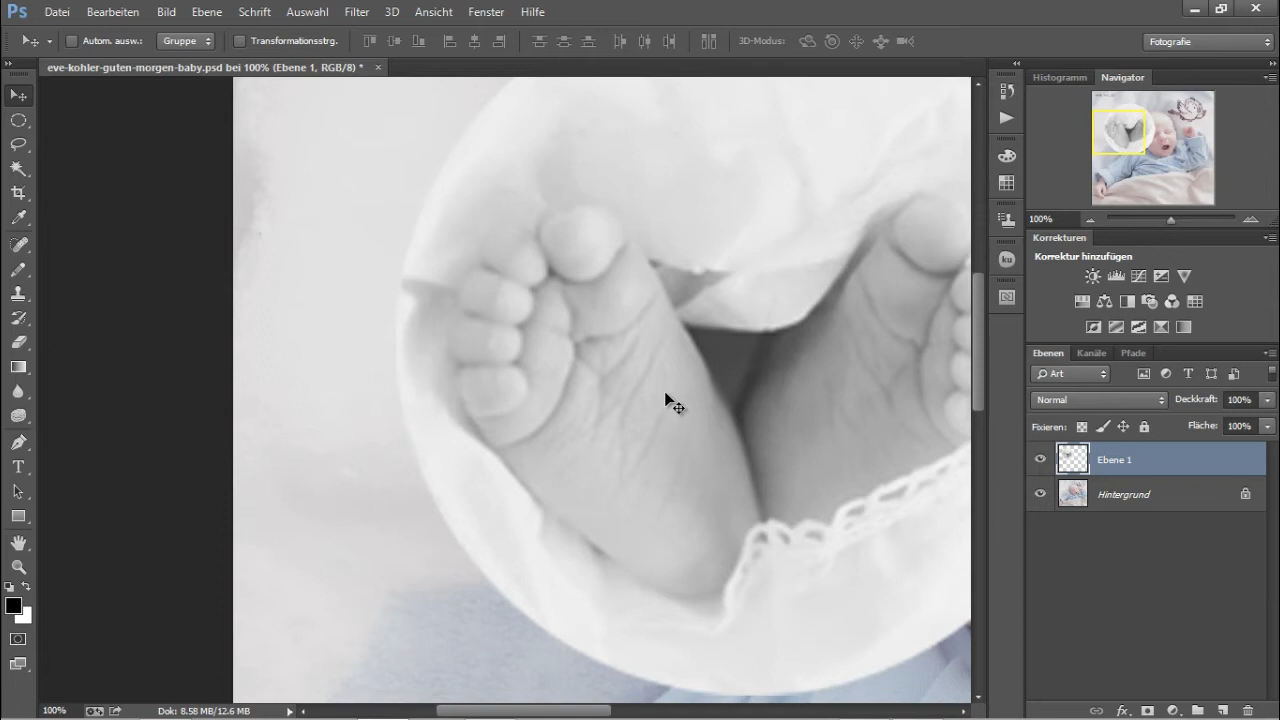 Ps Datei Bearbeiten Bild Ebene Schrift Auswahl Filter 3D Ansicht Fenster Hilfe
Autom. ausw.: Gruppe Transformationsstrg. 3D-Modus: Fotografie
eve-kohler-guten-morgen-baby.psd bei 100% (Ebene 1, RGB/8) * ×
Histogramm Navigator
100%
Korrekturen
Korrektur hinzufügen
Ebenen Kanäle Pfade
Art
Normal Deckkraft: 100%
Fixieren: Fläche: 100%
Ebene 1
Hintergrund
100% Dok: 8.58 MB/12.6 MB